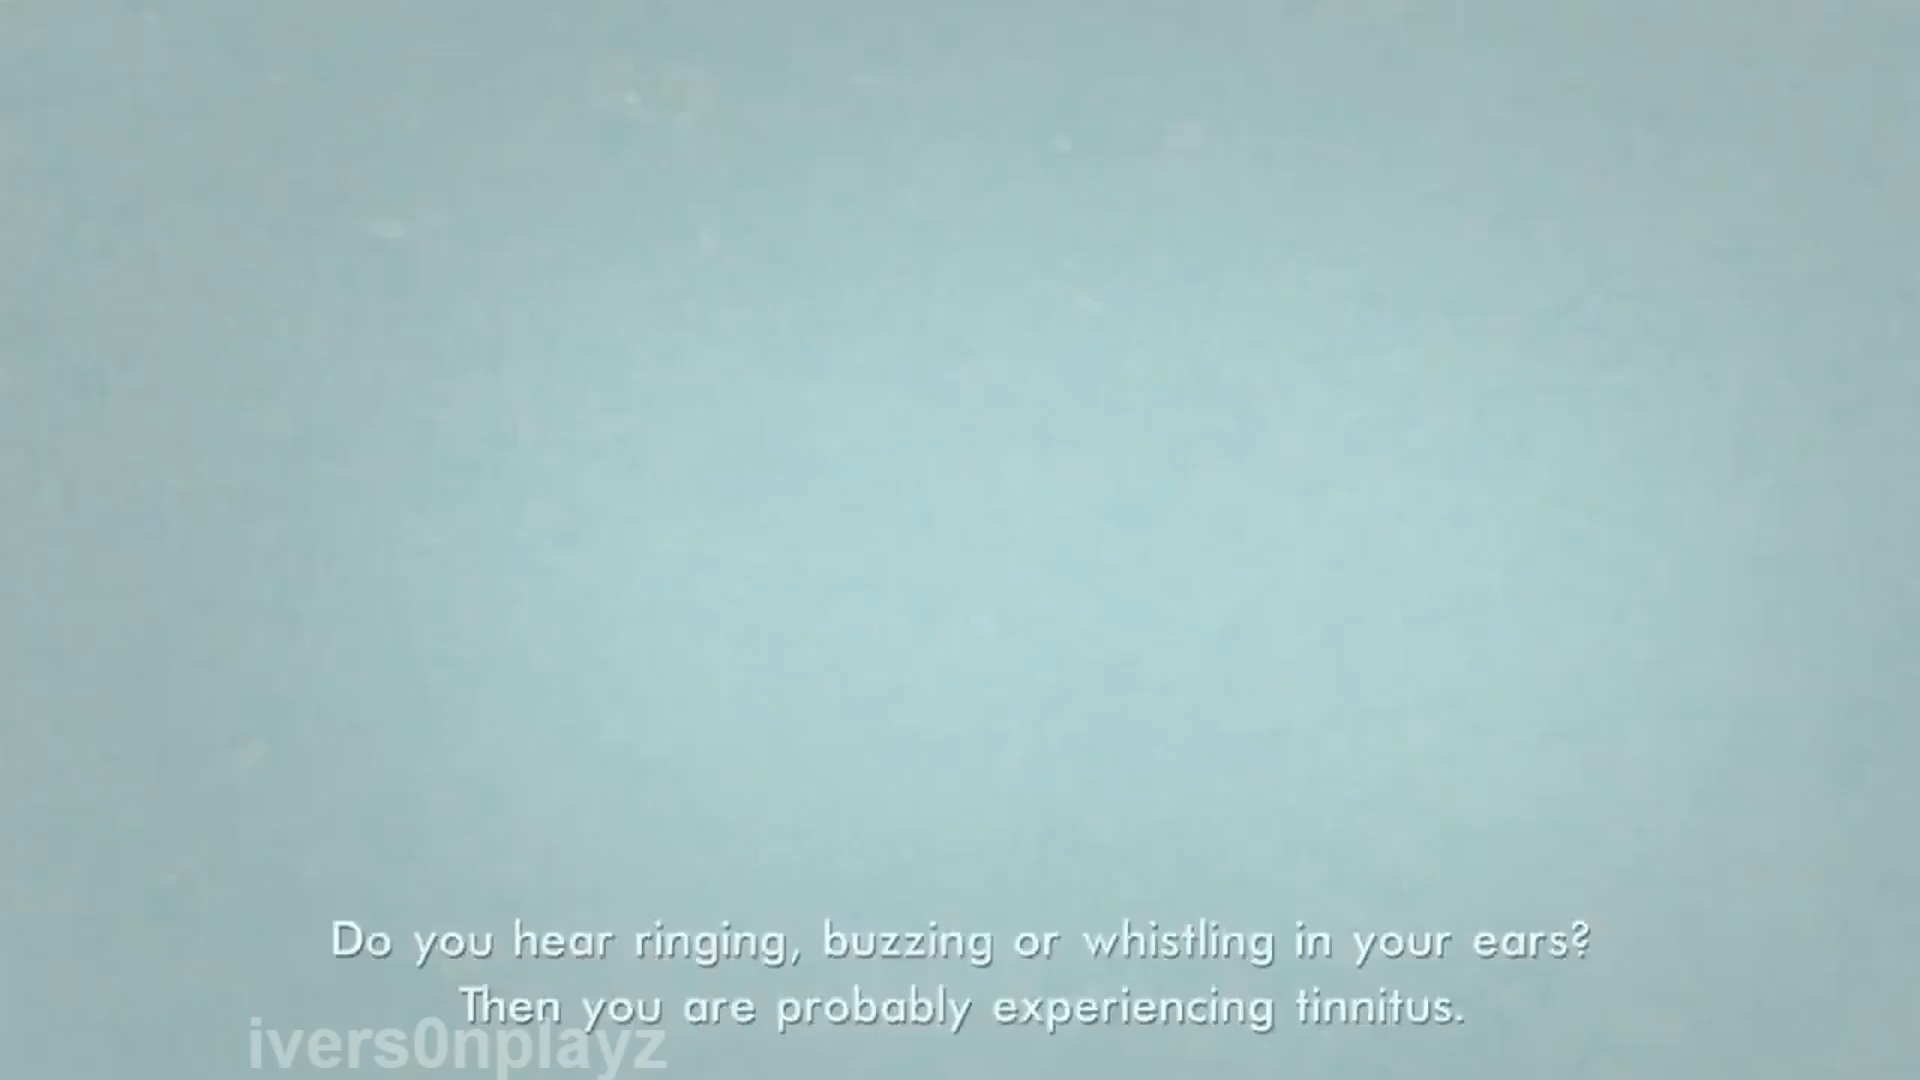 Do you hear ringing, buzzing or whistling in your ears?
Then you are probably experiencing tinnitus.
ivers0nplayz